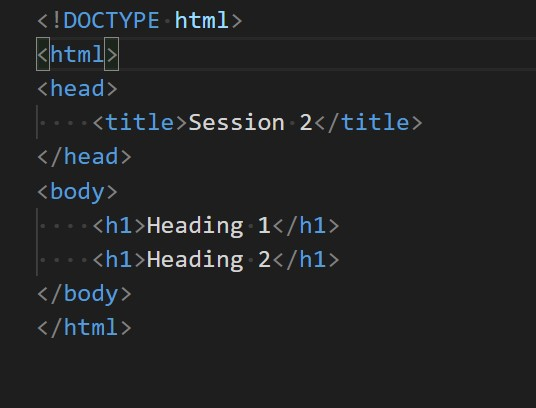 <!DOCTYPE html>
<html>
<head>
    <title>Session 2</title>
</head>
<body>
    <h1>Heading 1</h1>
    <h1>Heading 2</h1>
</body>
</html>